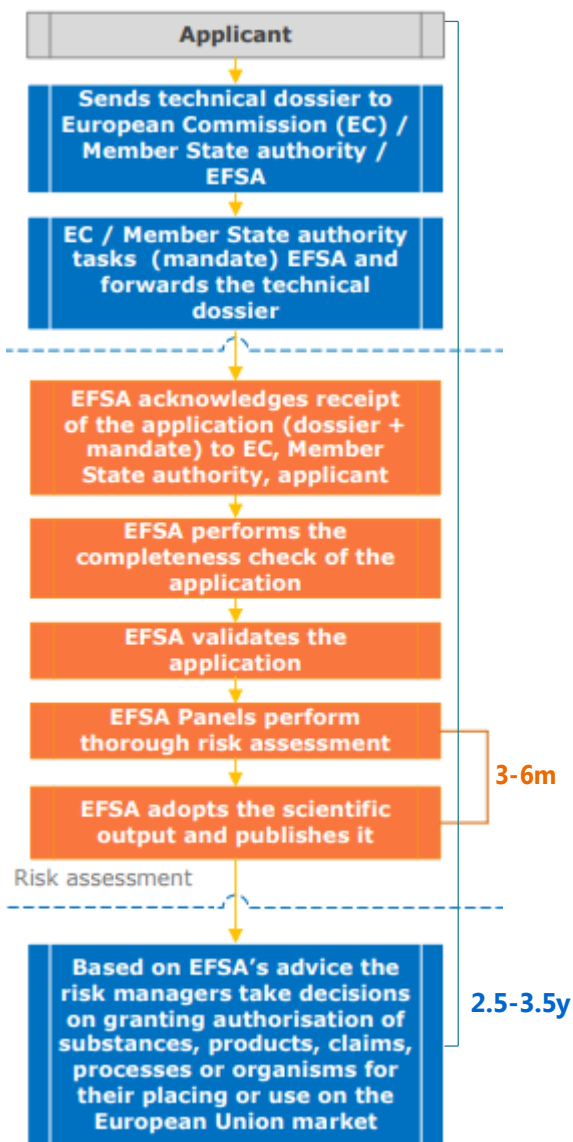 Applicant
Sends technical dossier to
European Commission (EC) /
Member State authority /
EFSA
EC / Member State authority
tasks (mandate) EFSA and
forwards the technical
dossier
EFSA acknowledges receipt
of the application (dossier +
mandate) to EC, Member
State authority, applicant
EFSA performs the
completeness check of the
application
EFSA validates the
application
EFSA Panels perform
thorough risk assessment
3-6m
EFSA adopts the scientific
output and publishes it
Risk assessment
Based on EFSA's advice the
risk managers take decisions
on granting authorisation of
substances, products, claims,
processes or organisms for
their placing or use on the
European Union market
2.5-3.5y